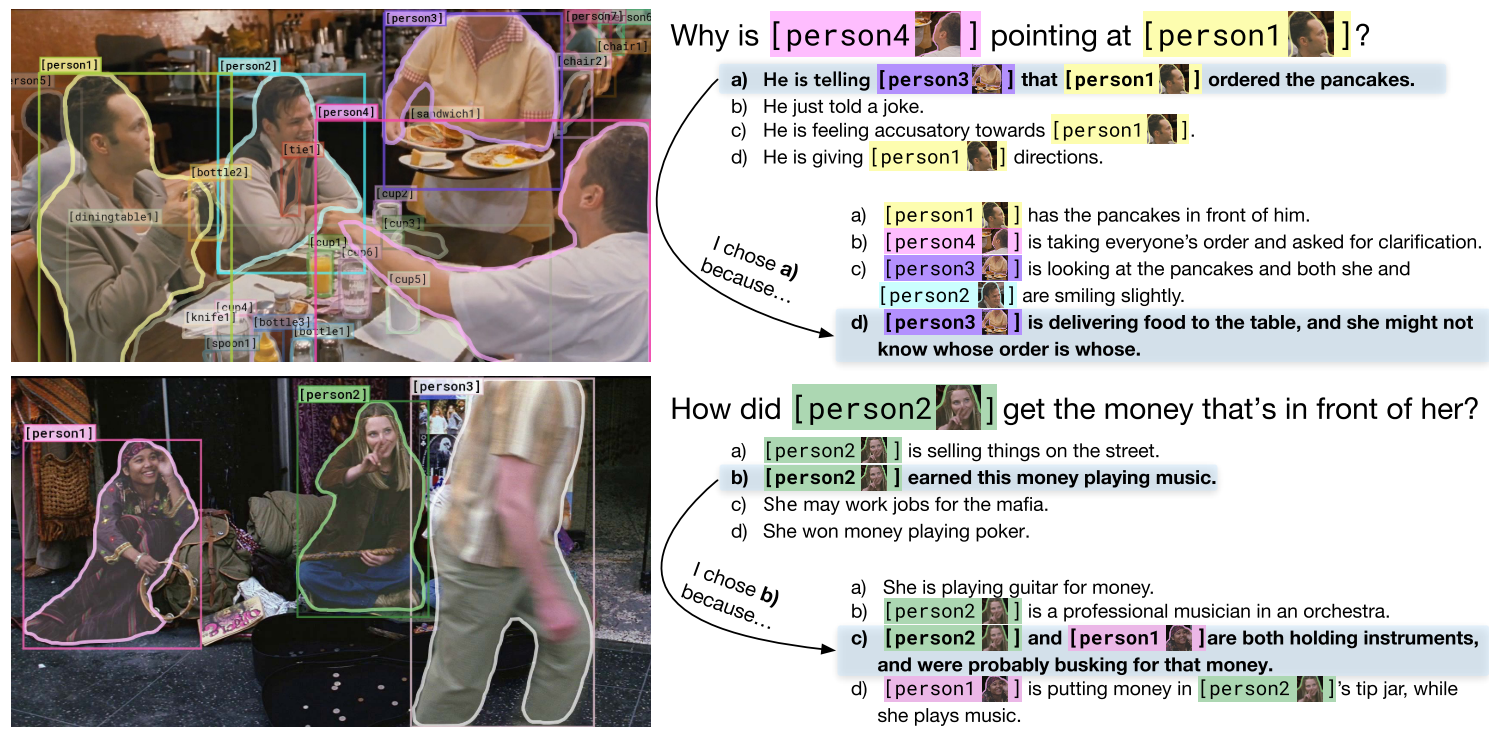 [person1]
[person2]
[person3]
[person4]
erson5]
[person7]
erson6
[chair1]
[chair2]
[sandwich1]
[tie1]
[bottle2]
[diningtable1]
[cup2]
[cup3]
[cup1]
[cup6]
[cup5]
[cup4]
[knife1]
[bottle3]
[bottle1]
[spoon1]
Why is [person4 ] pointing at [person1 ]?
a) He is telling [person3 ] that [person1 ] ordered the pancakes.
b) He just told a joke.
c) He is feeling accusatory towards [person1 ].
d) He is giving [person1 ] directions.
I chose a)
because…
a) [person1 ] has the pancakes in front of him.
b) [person4 ] is taking everyone's order and asked for clarification.
c) [person3 ] is looking at the pancakes and both she and
[person2 ] are smiling slightly.
d) [person3 ] is delivering food to the table, and she might not
know whose order is whose.
[person1]
[person2]
[person3]
How did [person2 ] get the money that's in front of her?
a) [person2 ] is selling things on the street.
b) [person2 ] earned this money playing music.
c) She may work jobs for the mafia.
d) She won money playing poker.
I chose b)
because…
a) She is playing guitar for money.
b) [person2 ] is a professional musician in an orchestra.
c) [person2 ] and [person1 ]are both holding instruments,
and were probably busking for that money.
d) [person1 ] is putting money in [person2 ]'s tip jar, while
she plays music.